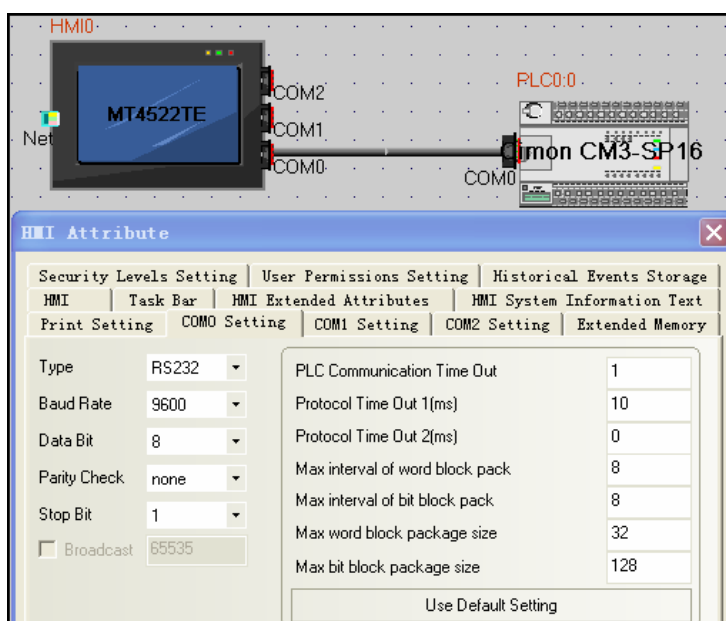 HMI0
COM2
PLC0:0
MT4522TE
Net
COM1
Cimon CM3-SP16
COM0
COM0
HMI Attribute
Security Levels Setting User Permissions Setting Historical Events Storage
HMI Task Bar HMI Extended Attributes HMI System Information Text
Print Setting COM0 Setting COM1 Setting COM2 Setting Extended Memory
Type RS232 PLC Communication Time Out 1
Baud Rate 9600 Protocol Time Out 1(ms) 10
Data Bit 8 Protocol Time Out 2(ms) 0
Parity Check none Max interval of word block pack 8
Stop Bit 1 Max interval of bit block pack 8
Broadcast 65535 Max word block package size 32
Max bit block package size 128
Use Default Setting